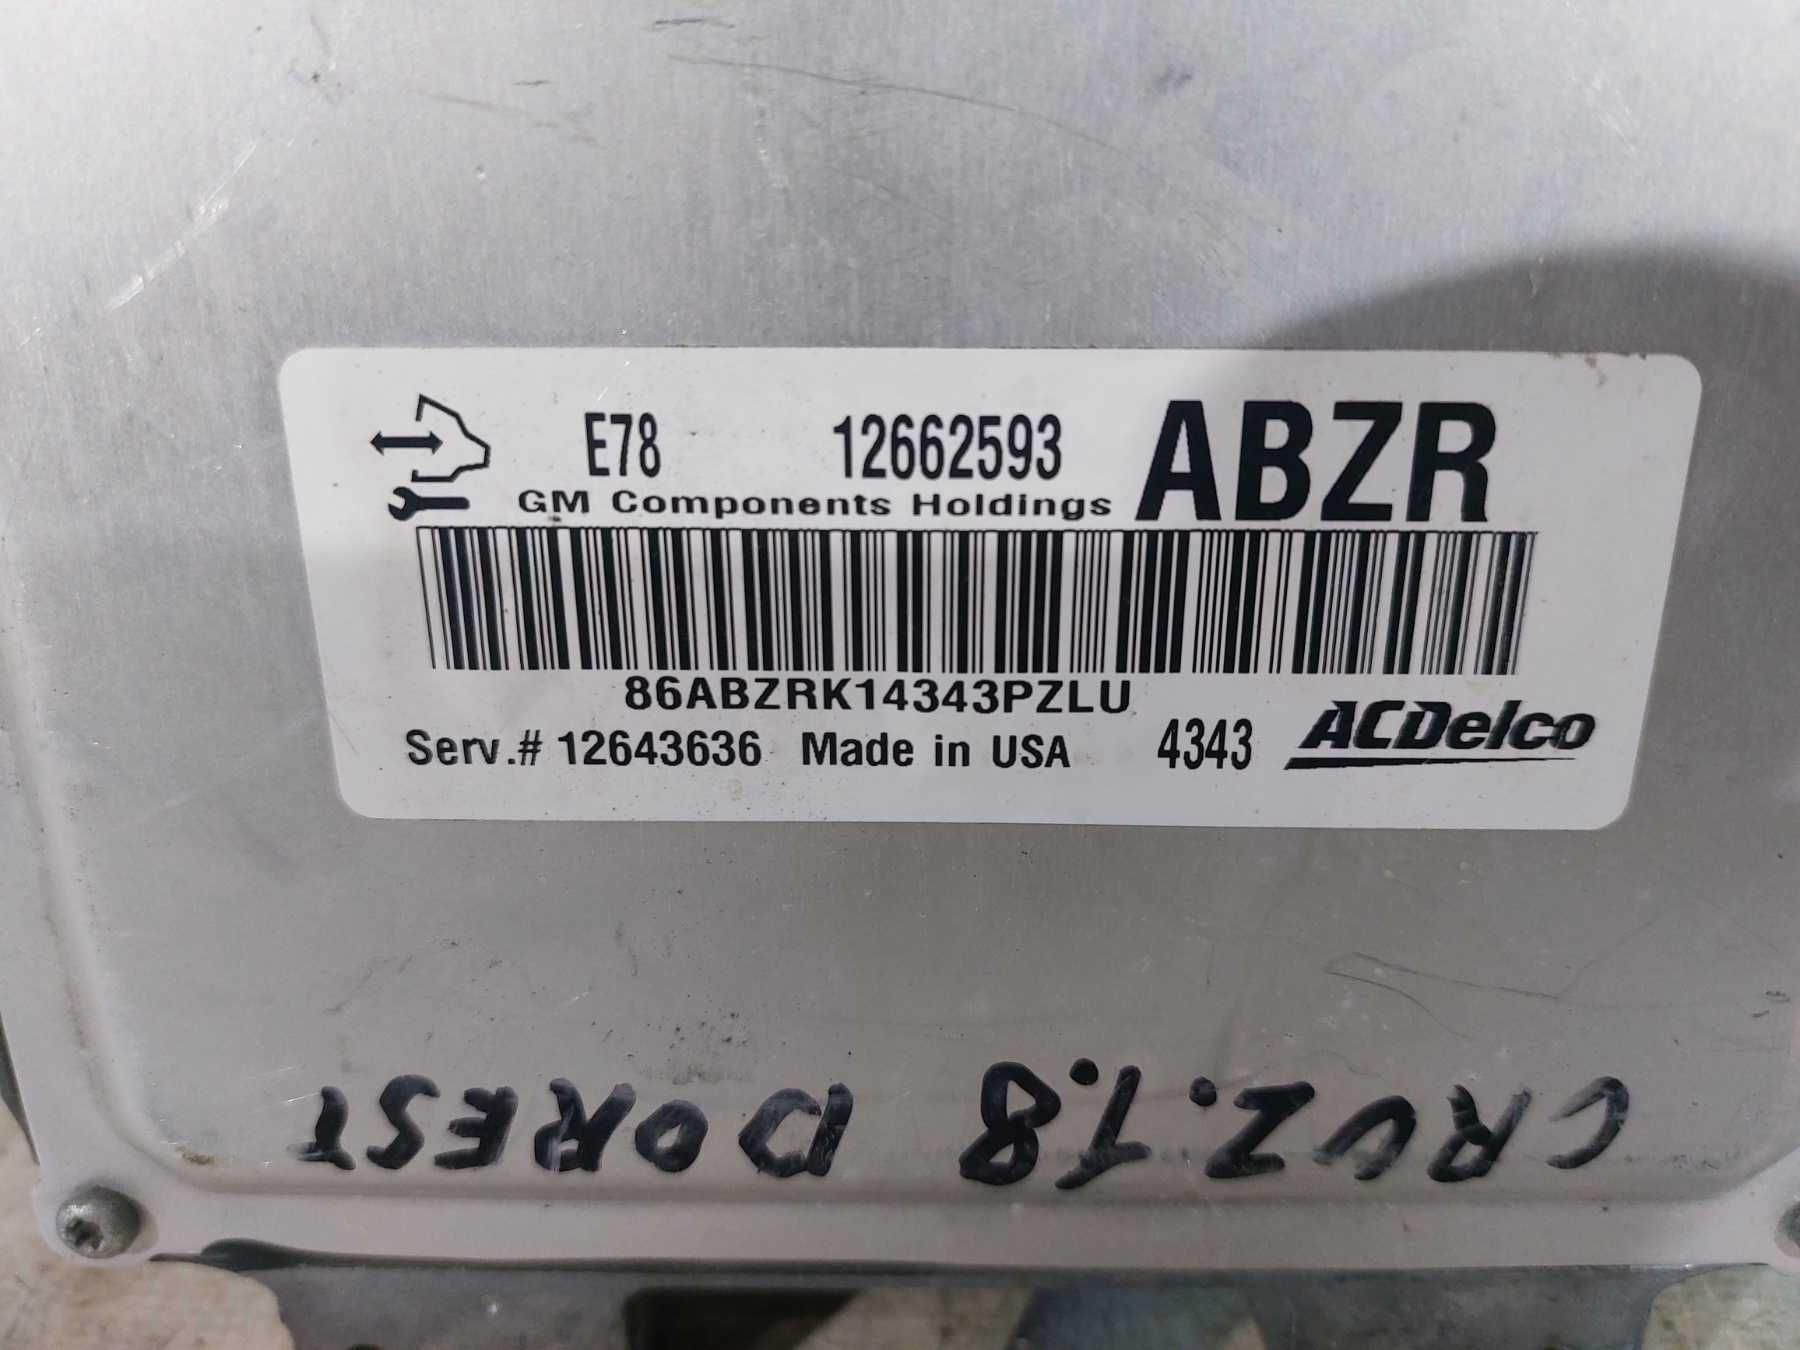 E78 12662593 ABZR
GM Components Holdings
86ABZRK14343PZLU
Serv.# 12643636 Made in USA 4343 ACDelco
CRUZ.1.8 DOREST